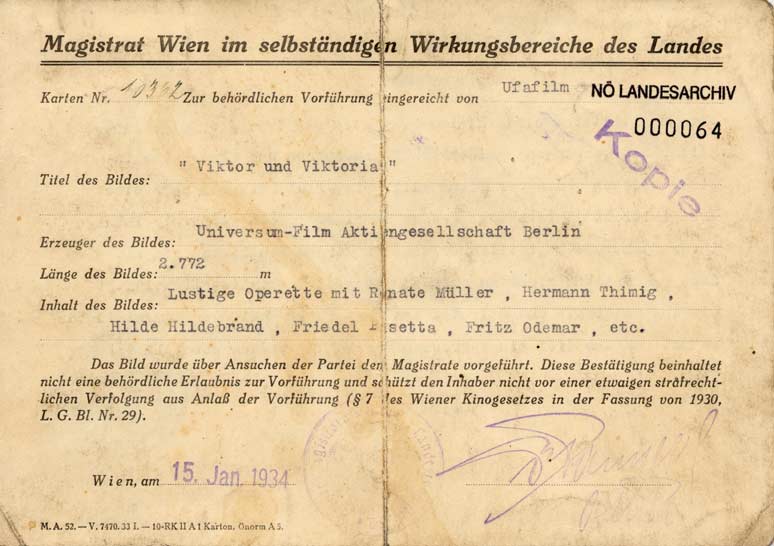 Magistrat Wien im selbständigen Wirkungsbereiche des Landes
Karten Nr. 10362 Zur behördlichen Vorführung eingereicht von Ufafilm
NÖ LANDESARCHIV
000064
Kopie
Titel des Bildes: " Viktor und Viktoria "
Erzeuger des Bildes: Universum-Film Aktiengesellschaft Berlin
Länge des Bildes: 2.772 m
Inhalt des Bildes: Lustige Operette mit Renate Müller , Hermann Thimig ,
Hilde Hildebrand , Friedel , Fritz Odemar , etc.
Das Bild wurde über Ansuchen der Partei dem Magistrate vorgeführt. Diese Bestätigung beinhaltet
nicht eine behördliche Erlaubnis zur Vorführung und schützt den Inhaber nicht vor einer etwaigen strafrecht-
lichen Verfolgung aus Anlaß der Vorführung (§ 7 des Wiener Kinogesetzes in der Fassung von 1930,
L. G. Bl. Nr. 29).
Wien, am 15. Jan. 1934
M. A. 52. — V. 7470. 33 I. — 10-RK II A 1 Karton, Önorm A 5.